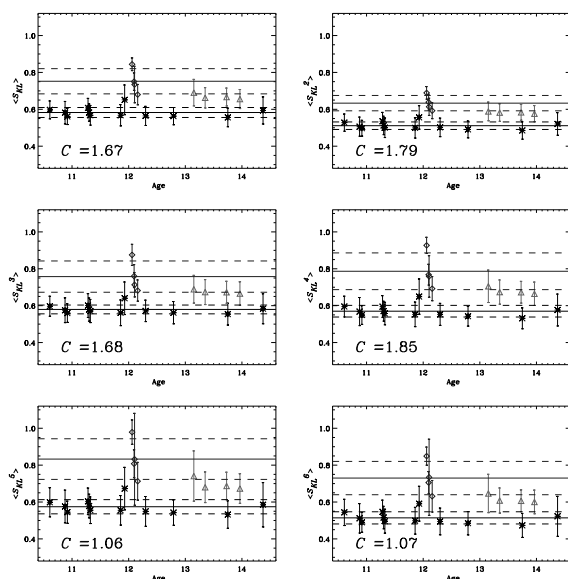 1.0
0.8
0.6
0.4
<S_KL>
C = 1.67
11 12 13 14
Age
1.0
0.8
0.6
0.4
<S_KL^2>
C = 1.79
11 12 13 14
Age
1.0
0.8
0.6
0.4
<S_KL^3>
C = 1.68
11 12 13 14
Age
1.0
0.8
0.6
0.4
<S_KL^4>
C = 1.85
11 12 13 14
Age
1.0
0.8
0.6
0.4
<S_KL^5>
C = 1.06
11 12 13 14
Age
1.0
0.8
0.6
0.4
<S_KL^6>
C = 1.07
11 12 13 14
Age